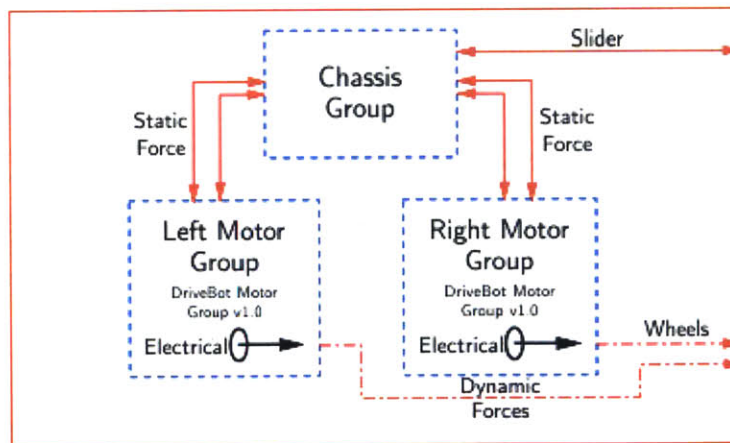 Slider
Chassis
Group
Static
Force
Static
Force
Left Motor
Group
DriveBot Motor
Group v1.0
Electrical
Right Motor
Group
DriveBot Motor
Group v1.0
Electrical
Wheels
Dynamic
Forces